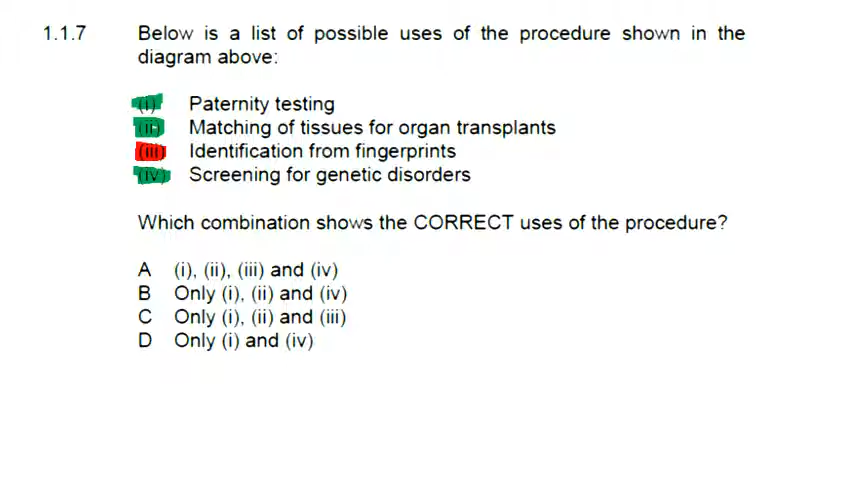 1.1.7 Below is a list of possible uses of the procedure shown in the
diagram above:
(i) Paternity testing
(ii) Matching of tissues for organ transplants
(iii) Identification from fingerprints
(iv) Screening for genetic disorders
Which combination shows the CORRECT uses of the procedure?
A (i), (ii), (iii) and (iv)
B Only (i), (ii) and (iv)
C Only (i), (ii) and (iii)
D Only (i) and (iv)